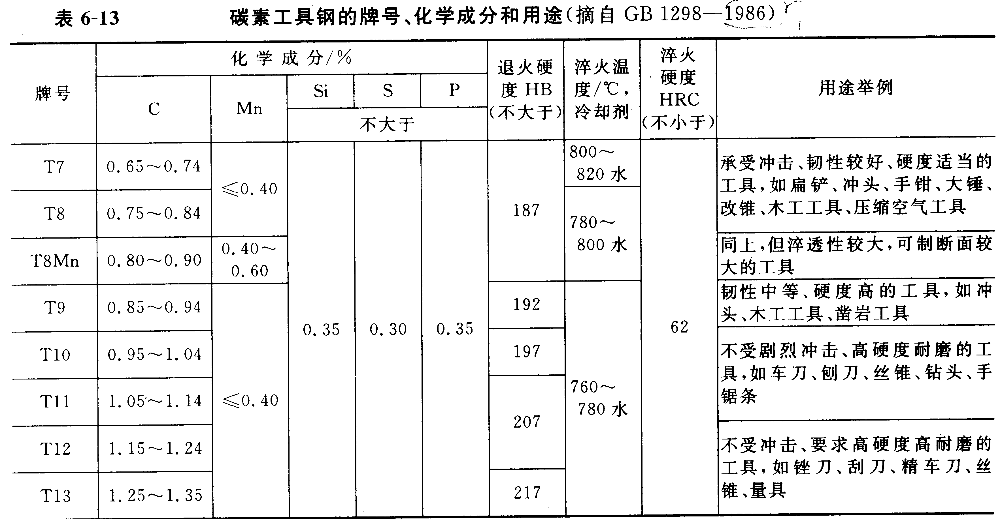 表 6-13 碳素工具钢的牌号、化学成分和用途(摘自 GB 1298—1986)
牌号
化学成分/%
C
Mn
Si
S
P
不大于
退火硬
度 HB
(不大于)
淬火温
度/℃,
冷却剂
淬火
硬度
HRC
(不小于)
用途举例
T7
0.65~0.74
≤0.40
0.35
0.30
0.35
187
800~
820 水
62
承受冲击、韧性较好、硬度适当的
工具,如扁铲、冲头、手钳、大锤、
改锥、木工工具、压缩空气工具
T8
0.75~0.84
780~
800 水
T8Mn
0.80~0.90
0.40~
0.60
同上,但淬透性较大,可制断面较
大的工具
T9
0.85~0.94
≤0.40
192
760~
780 水
韧性中等、硬度高的工具,如冲
头、木工工具、凿岩工具
T10
0.95~1.04
197
不受剧烈冲击、高硬度耐磨的工
具,如车刀、刨刀、丝锥、钻头、手
锯条
T11
1.05~1.14
207
T12
1.15~1.24
不受冲击、要求高硬度高耐磨的
工具,如锉刀、刮刀、精车刀、丝
锥、量具
T13
1.25~1.35
217